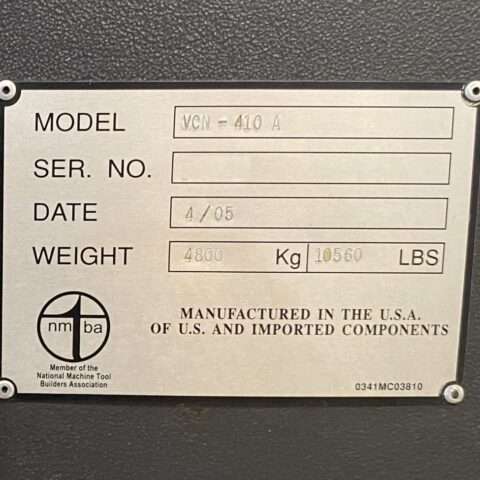 MODEL VCN - 410 A
SER. NO.
DATE 4/05
WEIGHT 4800 Kg 10560 LBS
nm 1 ba
MANUFACTURED IN THE U.S.A.
OF U.S. AND IMPORTED COMPONENTS
Member of the
National Machine Tool
Builders Association
0341MC03810